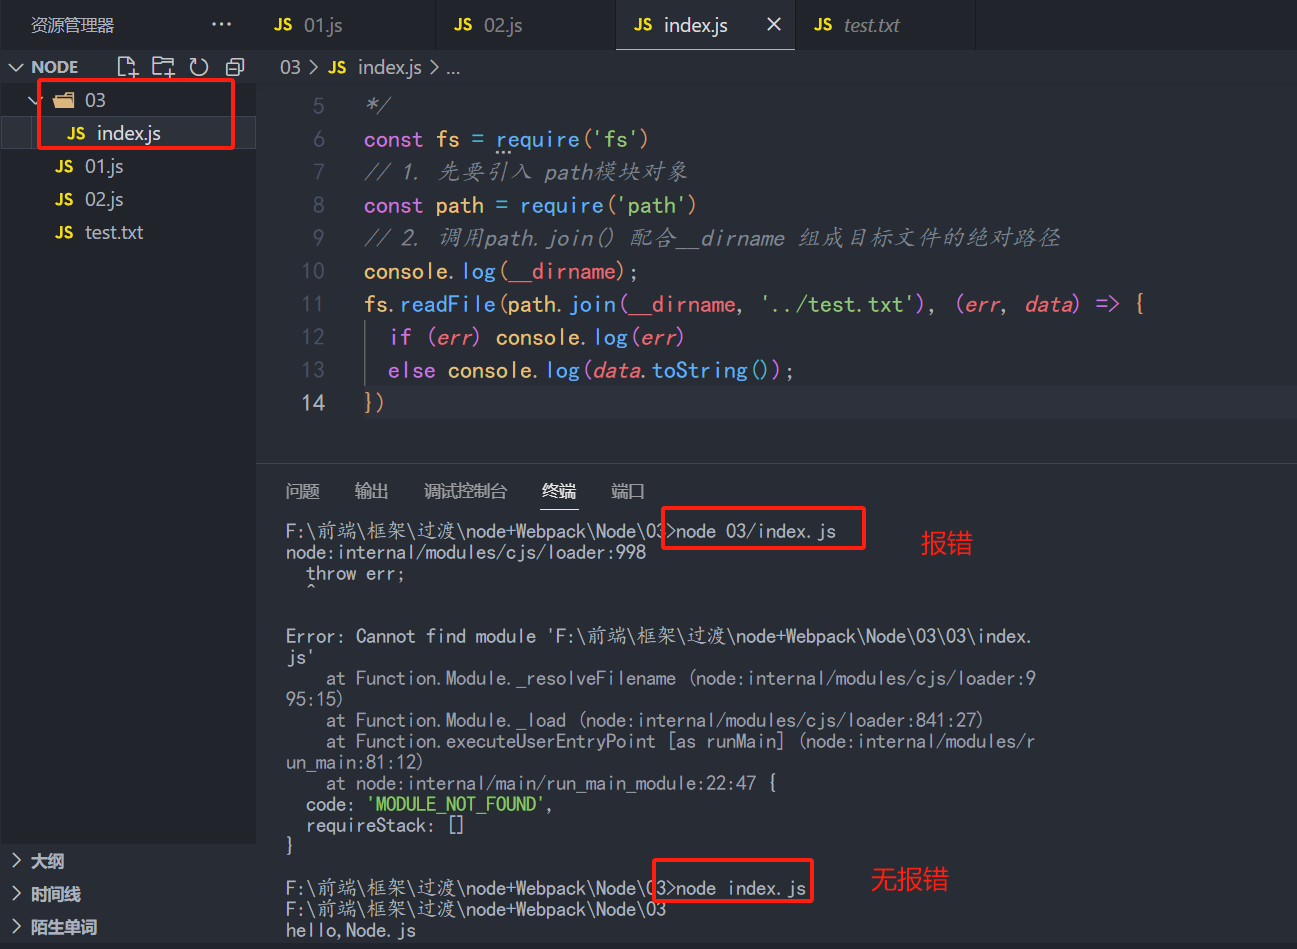 资源管理器 ···
JS 01.js
JS 02.js
JS index.js ×
JS test.txt
NODE
03
JS index.js
JS 01.js
JS 02.js
JS test.txt
大纲
时间线
陌生单词
03 > JS index.js > ...
5 */
6 const fs = require('fs')
7 // 1. 先要引入 path模块对象
8 const path = require('path')
9 // 2. 调用path.join() 配合__dirname 组成目标文件的绝对路径
10 console.log(__dirname);
11 fs.readFile(path.join(__dirname, '../test.txt'), (err, data) => {
12 if (err) console.log(err)
13 else console.log(data.toString());
14 })
问题 输出 调试控制台 终端 端口
F:\前端\框架\过渡\node+Webpack\Node\03>node 03/index.js
报错
node:internal/modules/cjs/loader:998
throw err;
^
Error: Cannot find module 'F:\前端\框架\过渡\node+Webpack\Node\03\03\index.
js'
at Function.Module._resolveFilename (node:internal/modules/cjs/loader:9
95:15)
at Function.Module._load (node:internal/modules/cjs/loader:841:27)
at Function.executeUserEntryPoint [as runMain] (node:internal/modules/r
un_main:81:12)
at node:internal/main/run_main_module:22:47 {
code: 'MODULE_NOT_FOUND',
requireStack: []
}
F:\前端\框架\过渡\node+Webpack\Node\03>node index.js
无报错
F:\前端\框架\过渡\node+Webpack\Node\03
hello,Node.js